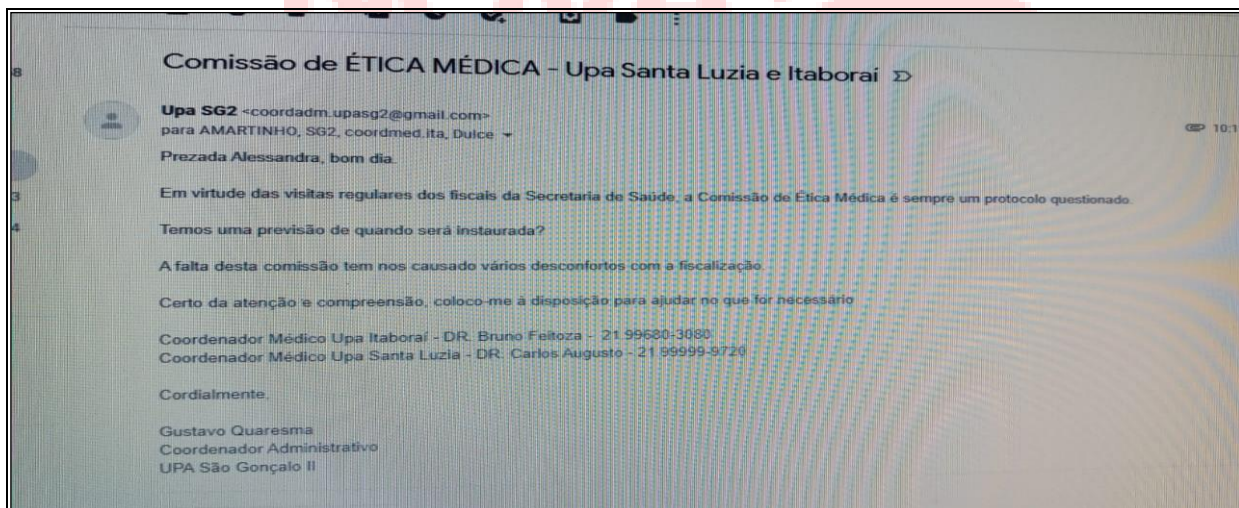 Comissão de ÉTICA MÉDICA - Upa Santa Luzia e Itaboraí
8
Upa SG2 <coordadm.upasg2@gmail.com>
para AMARTINHO, SG2, coordmed.ita, Dulce
10:1
Prezada Alessandra, bom dia.
3
Em virtude das visitas regulares dos fiscais da Secretaria de Saúde, a Comissão de Ética Médica é sempre um protocolo questionado.
4
Temos uma previsão de quando será instaurada?
A falta desta comissão tem nos causado vários desconfortos com a fiscalização.
Certo da atenção e compreensão, coloco-me à disposição para ajudar no que for necessário
Coordenador Médico Upa Itaboraí - DR. Bruno Feitoza - 21 99680-3080
Coordenador Médico Upa Santa Luzia - DR. Carlos Augusto - 21 99999-9720
Cordialmente,
Gustavo Quaresma
Coordenador Administrativo
UPA São Gonçalo II